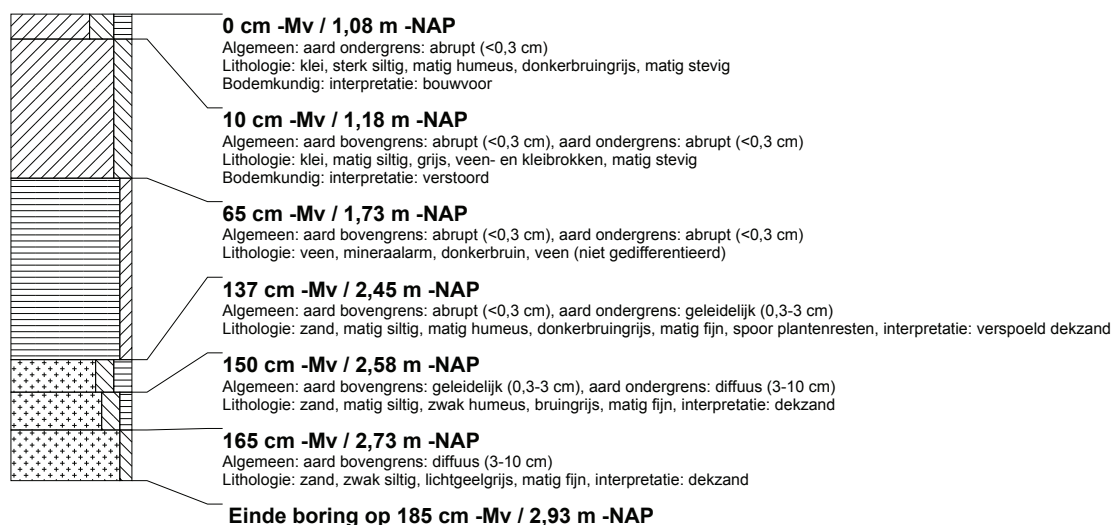 0 cm -Mv / 1,08 m -NAP
Algemeen: aard ondergrens: abrupt (<0,3 cm)
Lithologie: klei, sterk siltig, matig humeus, donkerbruingrijs, matig stevig
Bodemkundig: interpretatie: bouwvoor
10 cm -Mv / 1,18 m -NAP
Algemeen: aard bovengrens: abrupt (<0,3 cm), aard ondergrens: abrupt (<0,3 cm)
Lithologie: klei, matig siltig, grijs, veen- en kleibrokken, matig stevig
Bodemkundig: interpretatie: verstoord
65 cm -Mv / 1,73 m -NAP
Algemeen: aard bovengrens: abrupt (<0,3 cm), aard ondergrens: abrupt (<0,3 cm)
Lithologie: veen, mineraalarm, donkerbruin, veen (niet gedifferentieerd)
137 cm -Mv / 2,45 m -NAP
Algemeen: aard bovengrens: abrupt (<0,3 cm), aard ondergrens: geleidelijk (0,3-3 cm)
Lithologie: zand, matig siltig, matig humeus, donkerbruingrijs, matig fijn, spoor plantenresten, interpretatie: verspoeld dekzand
150 cm -Mv / 2,58 m -NAP
Algemeen: aard bovengrens: geleidelijk (0,3-3 cm), aard ondergrens: diffuus (3-10 cm)
Lithologie: zand, matig siltig, zwak humeus, bruingrijs, matig fijn, interpretatie: dekzand
165 cm -Mv / 2,73 m -NAP
Algemeen: aard bovengrens: diffuus (3-10 cm)
Lithologie: zand, zwak siltig, lichtgeelgrijs, matig fijn, interpretatie: dekzand
Einde boring op 185 cm -Mv / 2,93 m -NAP